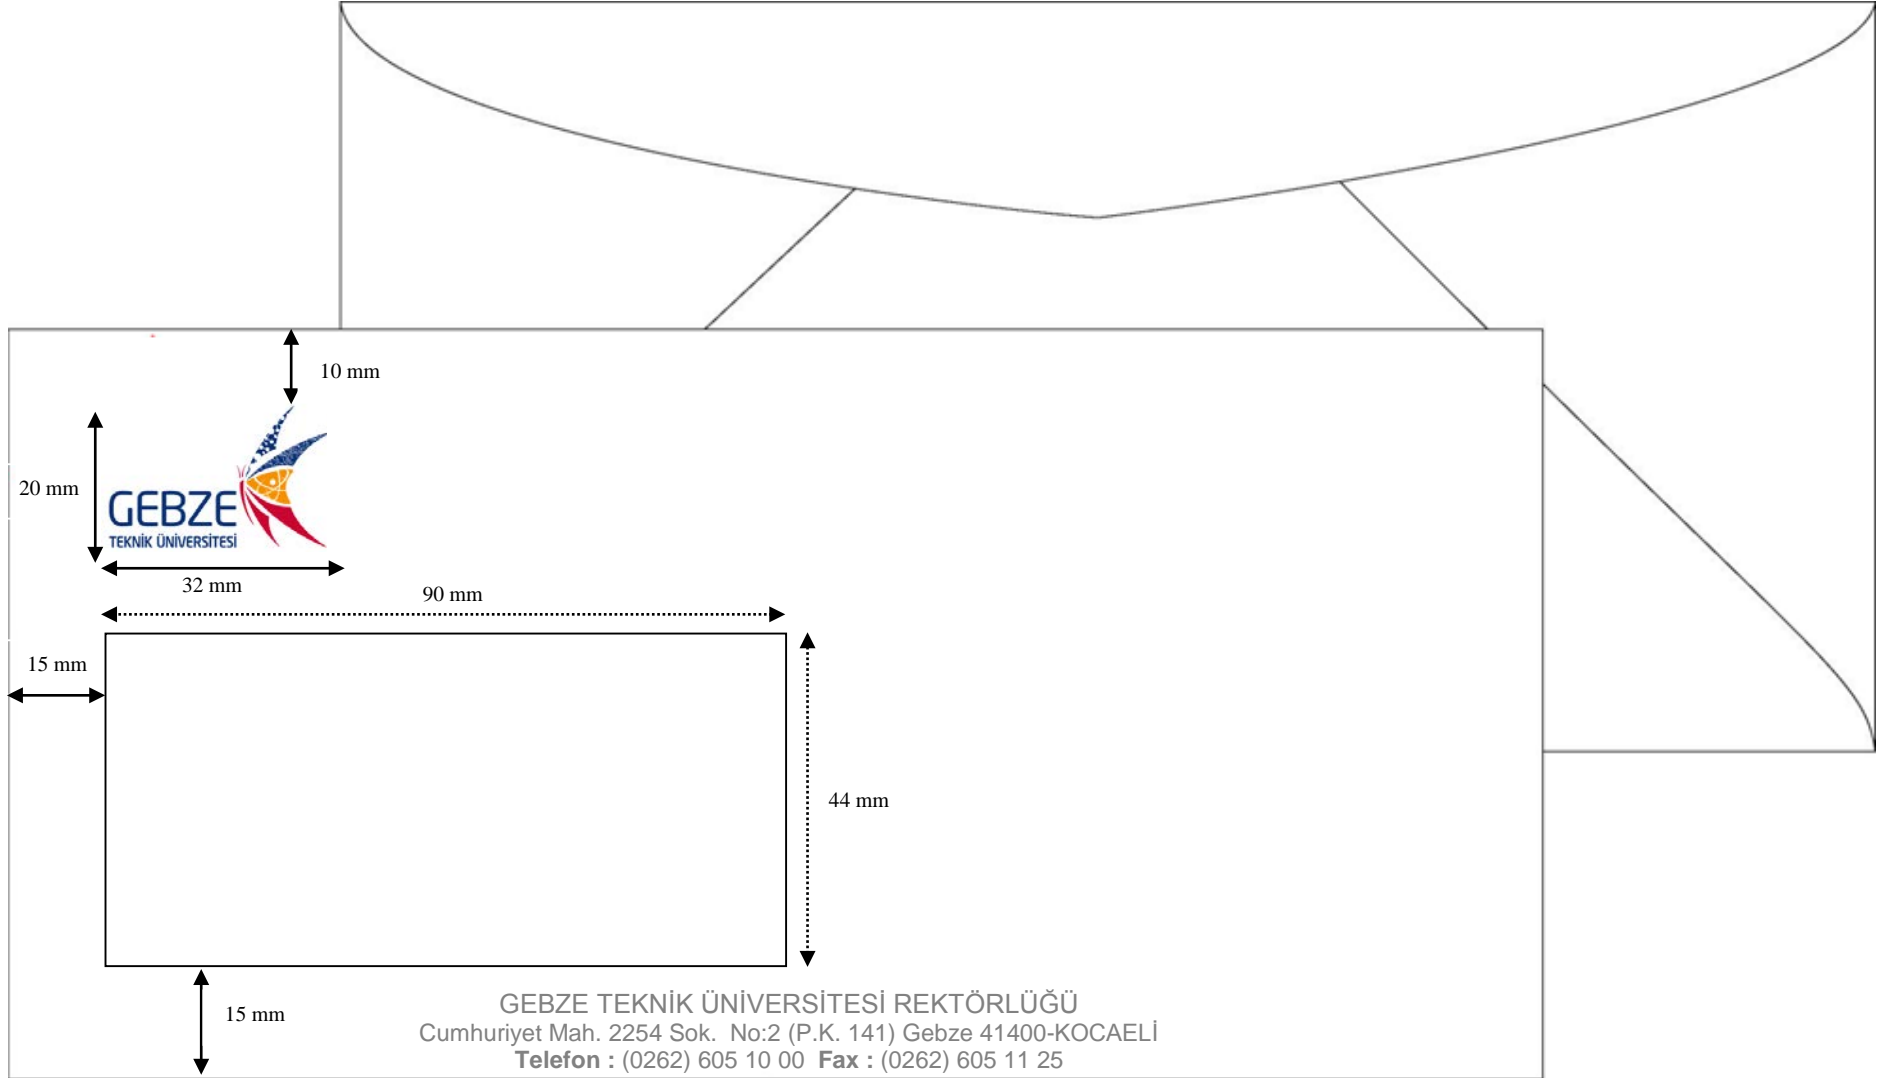 10 mm
20 mm
GEBZE
TEKNİK ÜNİVERSİTESİ
32 mm
90 mm
15 mm
44 mm
15 mm
GEBZE TEKNİK ÜNİVERSİTESİ REKTÖRLÜĞÜ
Cumhuriyet Mah. 2254 Sok.  No:2 (P.K. 141) Gebze 41400-KOCAELİ
Telefon : (0262) 605 10 00  Fax : (0262) 605 11 25